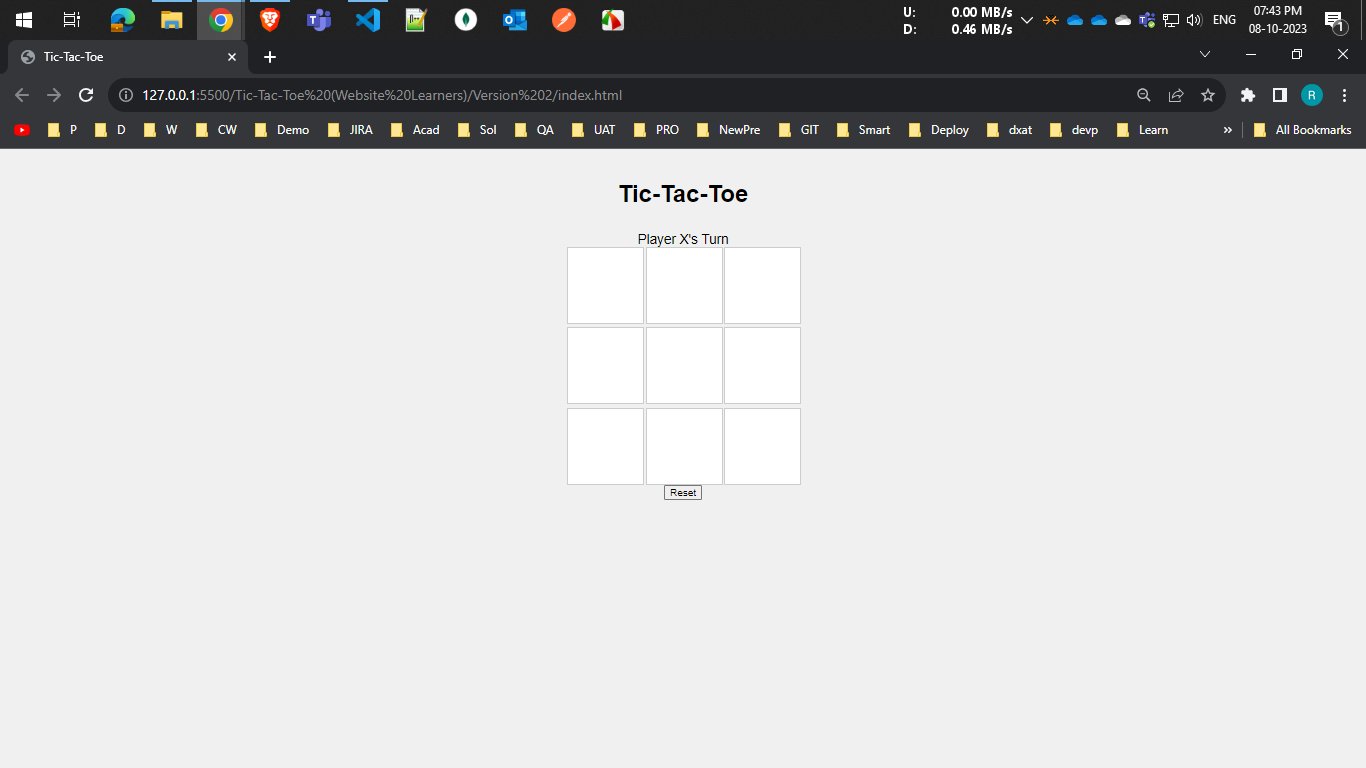 U: 0.00 MB/s
D: 0.46 MB/s
ENG
07:43 PM
08-10-2023
1
Tic-Tac-Toe
127.0.0.1:5500/Tic-Tac-Toe%20(Website%20Learners)/Version%202/index.html
R
P D W CW Demo JIRA Acad Sol QA UAT PRO NewPre GIT Smart Deploy dxat devp Learn » All Bookmarks
Tic-Tac-Toe
Player X's Turn
Reset